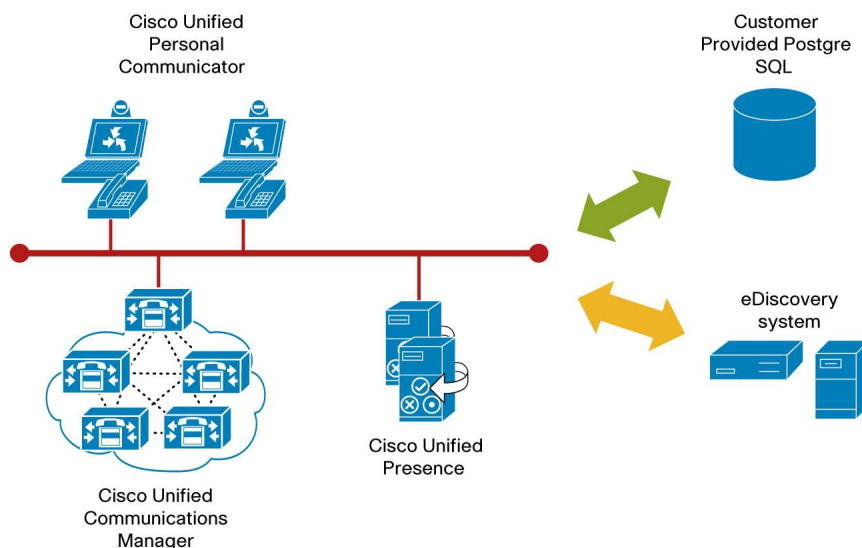 Cisco Unified
Personal
Communicator
Customer
Provided Postgre
SQL
eDiscovery
system
Cisco Unified
Presence
Cisco Unified
Communications
Manager